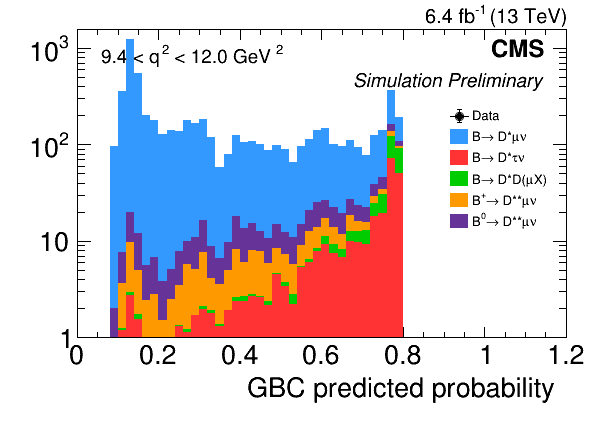 6.4 fb⁻¹ (13 TeV)
10³
9.4 < q² < 12.0 GeV ²
CMS
Simulation Preliminary
Data
B→ D*μν
B→ D*τν
B→ D*D(μX)
B⁺→ D**μν
B⁰→ D**μν
10²
10
1
0 0.2 0.4 0.6 0.8 1 1.2
GBC predicted probability